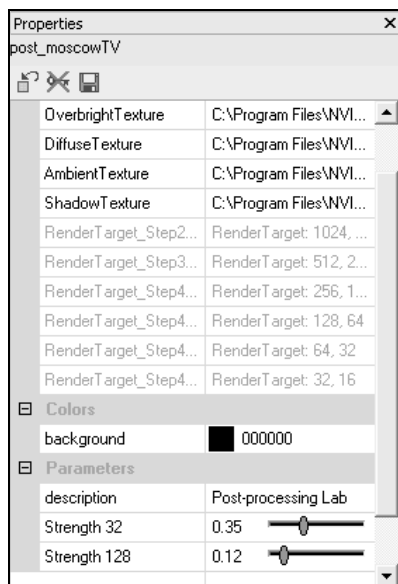 Properties
post_moscowTV
OverbrightTexture C:\Program Files\NVI...
DiffuseTexture C:\Program Files\NVI...
AmbientTexture C:\Program Files\NVI...
ShadowTexture C:\Program Files\NVI...
RenderTarget_Step2... RenderTarget: 1024, ...
RenderTarget_Step3... RenderTarget: 512, 2...
RenderTarget_Step4... RenderTarget: 256, 1...
RenderTarget_Step4... RenderTarget: 128, 64
RenderTarget_Step4... RenderTarget: 64, 32
RenderTarget_Step4... RenderTarget: 32, 16
Colors
background 000000
Parameters
description Post-processing Lab
Strength 32 0.35
Strength 128 0.12